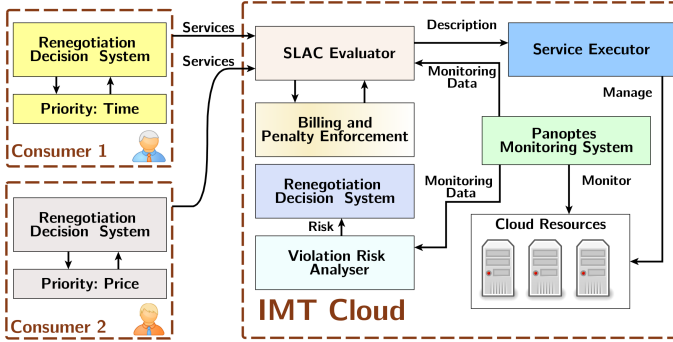 Renegotiation
Decision System
Priority: Time
Consumer 1
Renegotiation
Decision System
Priority: Price
Consumer 2
Services
Services
SLAC Evaluator
Description
Service Executor
Monitoring
Data
Manage
Billing and
Penalty Enforcement
Panoptes
Monitoring System
Renegotiation
Decision System
Monitoring
Data
Monitor
Risk
Cloud Resources
Violation Risk
Analyser
IMT Cloud